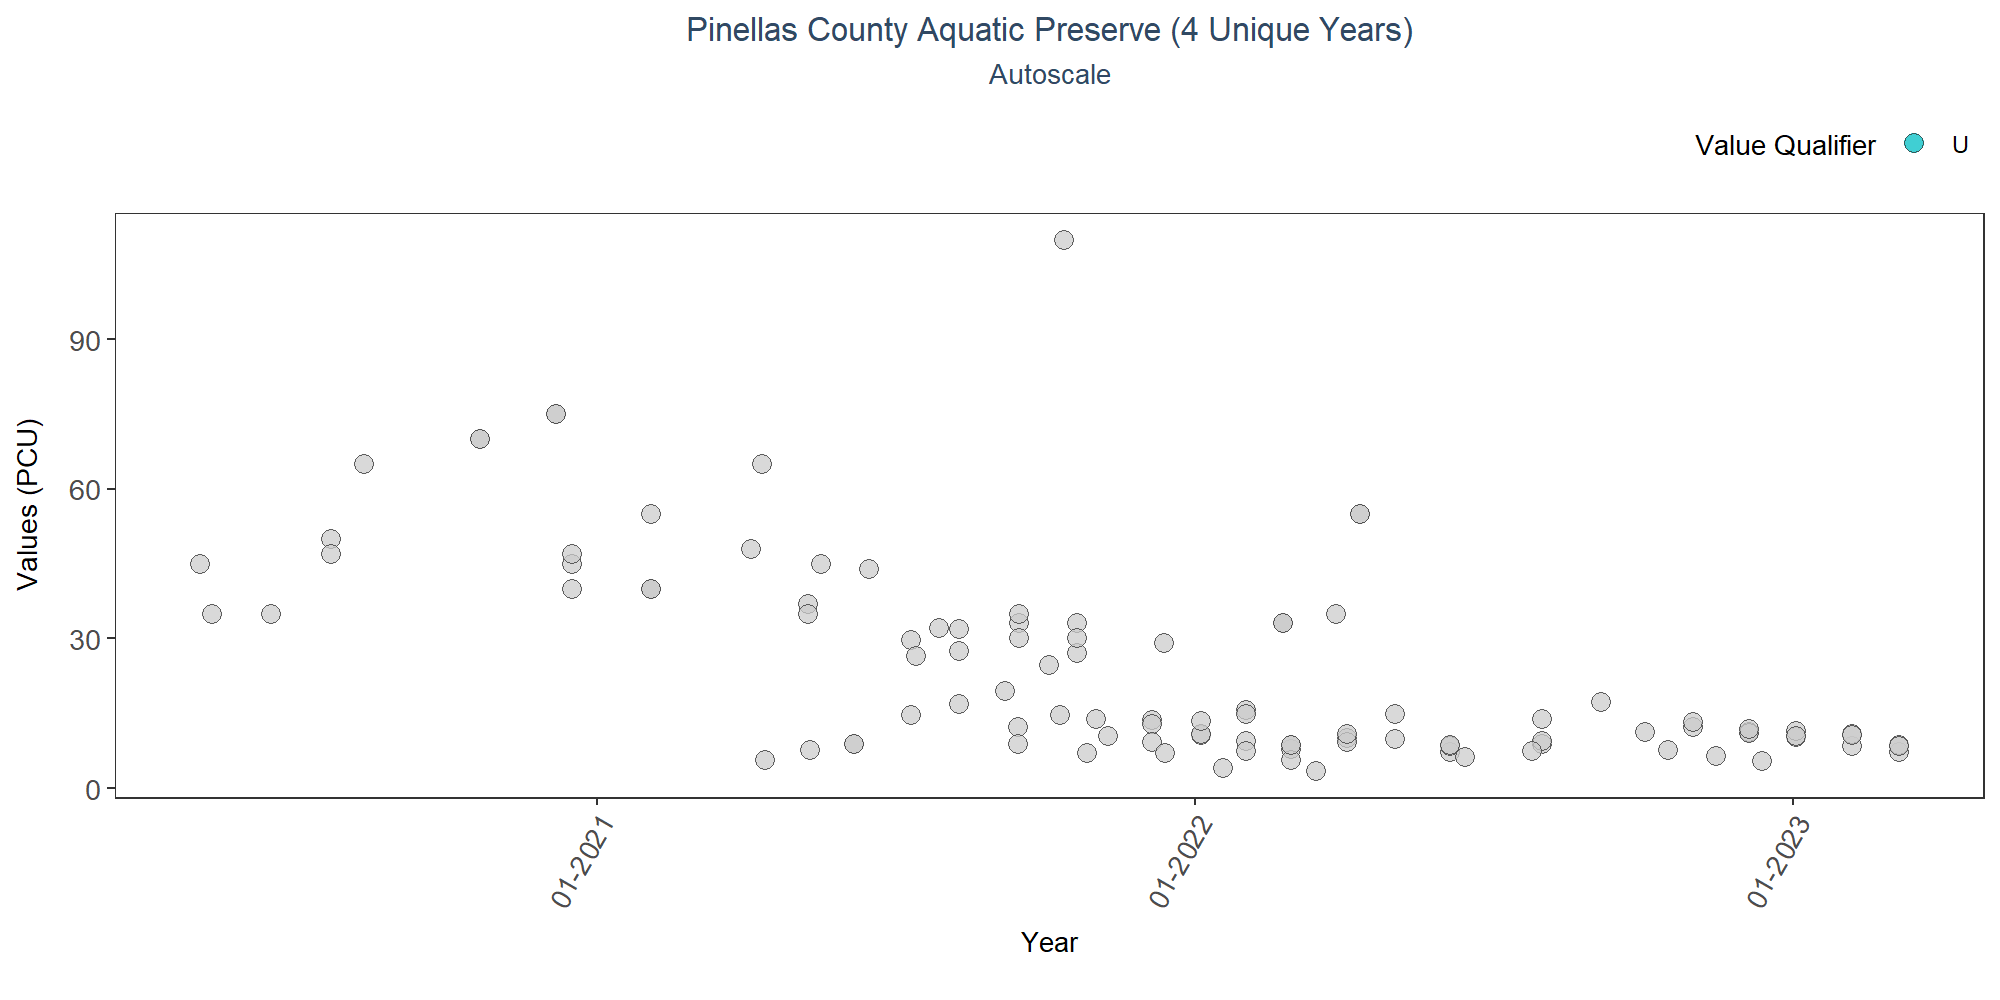 Pinellas County Aquatic Preserve (4 Unique Years)
Autoscale
Value Qualifier U
Values (PCU)
90
60
30
0
01-2021 01-2022 01-2023
Year